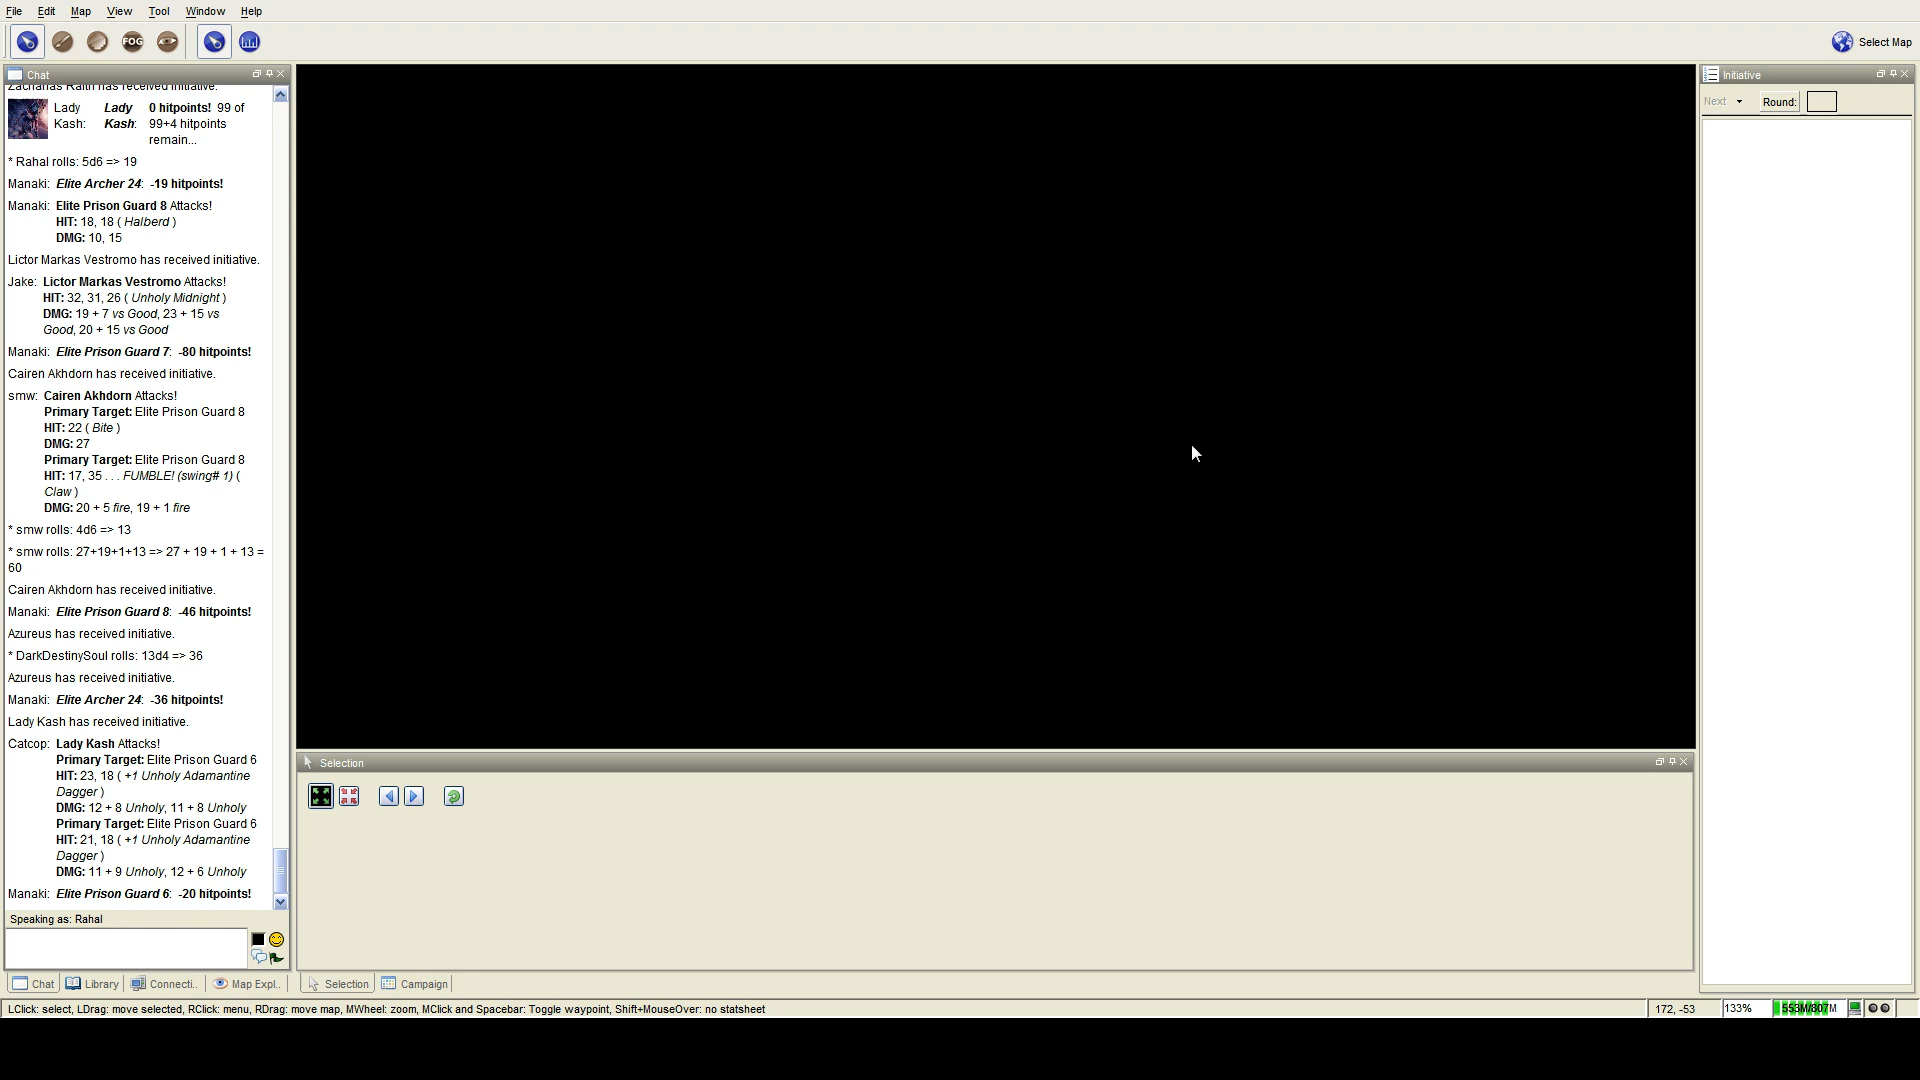 File Edit Map View Tool Window Help
FOG
Select Map
Chat
Zacharias Raith has received initiative.
Lady Kash: Lady Kash: 0 hitpoints! 99 of
99+4 hitpoints
remain...
* Rahal rolls: 5d6 => 19
Manaki: Elite Archer 24: -19 hitpoints!
Manaki: Elite Prison Guard 8 Attacks!
HIT: 18, 18 ( Halberd )
DMG: 10, 15
Lictor Markas Vestromo has received initiative.
Jake: Lictor Markas Vestromo Attacks!
HIT: 32, 31, 26 ( Unholy Midnight )
DMG: 19 + 7 vs Good, 23 + 15 vs
Good, 20 + 15 vs Good
Manaki: Elite Prison Guard 7: -80 hitpoints!
Cairen Akhdorn has received initiative.
smw: Cairen Akhdorn Attacks!
Primary Target: Elite Prison Guard 8
HIT: 22 ( Bite )
DMG: 27
Primary Target: Elite Prison Guard 8
HIT: 17, 35 . . . FUMBLE! (swing# 1) (
Claw )
DMG: 20 + 5 fire, 19 + 1 fire
* smw rolls: 4d6 => 13
* smw rolls: 27+19+1+13 => 27 + 19 + 1 + 13 =
60
Cairen Akhdorn has received initiative.
Manaki: Elite Prison Guard 8: -46 hitpoints!
Azureus has received initiative.
* DarkDestinySoul rolls: 13d4 => 36
Azureus has received initiative.
Manaki: Elite Archer 24: -36 hitpoints!
Lady Kash has received initiative.
Catcop: Lady Kash Attacks!
Primary Target: Elite Prison Guard 6
HIT: 23, 18 ( +1 Unholy Adamantine
Dagger )
DMG: 12 + 8 Unholy, 11 + 8 Unholy
Primary Target: Elite Prison Guard 6
HIT: 21, 18 ( +1 Unholy Adamantine
Dagger )
DMG: 11 + 9 Unholy, 12 + 6 Unholy
Manaki: Elite Prison Guard 6: -20 hitpoints!
Speaking as: Rahal
Chat Library Connecti.. Map Expl..
Selection
Selection Campaign
Initiative
Next Round:
LClick: select, LDrag: move selected, RClick: menu, RDrag: move map, MWheel: zoom, MClick and Spacebar: Toggle waypoint, Shift+MouseOver: no statsheet
172, -53 133% 553M/807M